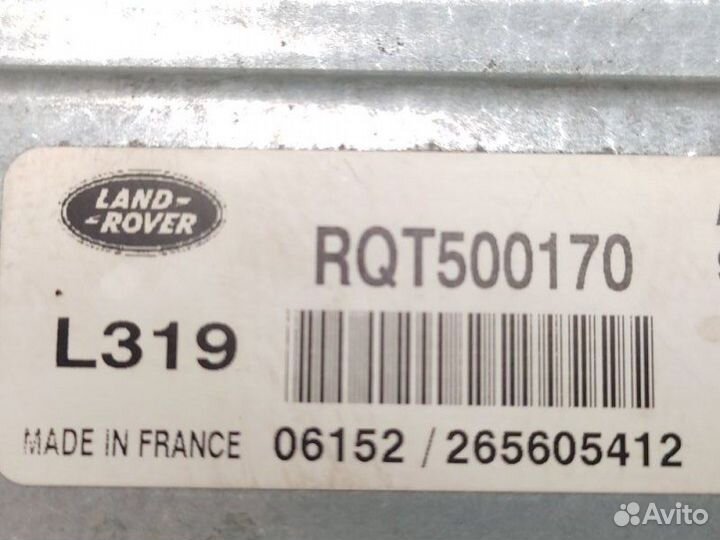 LAND-
-ROVER
RQT500170
L319
MADE IN FRANCE
06152 / 265605412
Avito